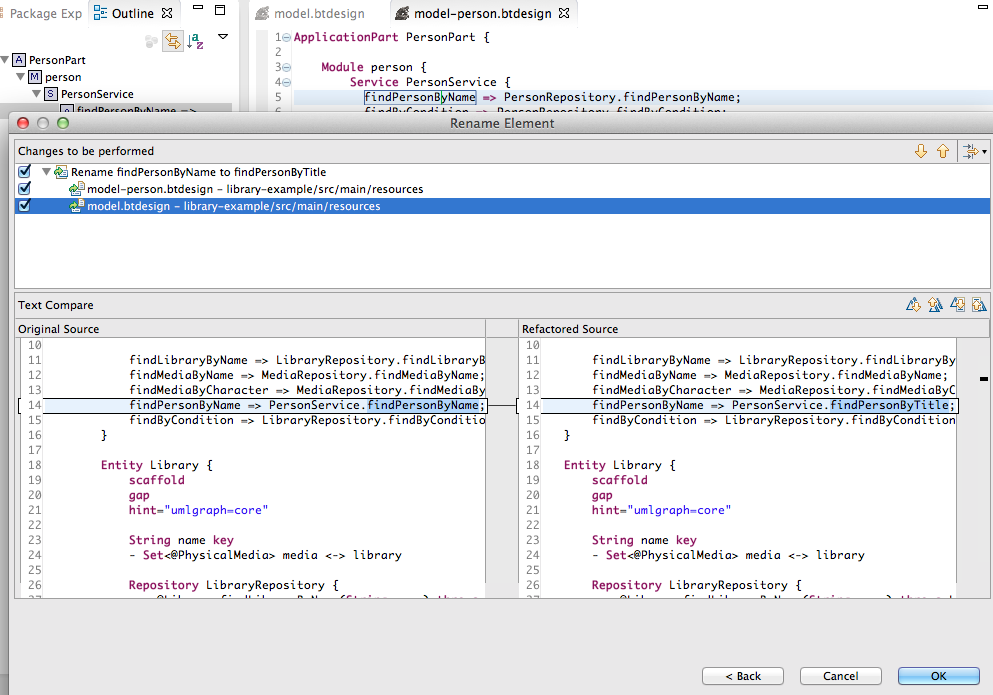 Package Exp
Outline
model.btdesign
model-person.btdesign
PersonPart
person
PersonService
findPersonByName =>
1 ApplicationPart PersonPart {
2
3 Module person {
4 Service PersonService {
5 findPersonByName => PersonRepository.findPersonByName;
findByCondition => PersonRepository.findByCondition;
Rename Element
Changes to be performed
Rename findPersonByName to findPersonByTitle
model-person.btdesign – library-example/src/main/resources
model.btdesign – library-example/src/main/resources
Text Compare
Original Source
10
11 findLibraryByName => LibraryRepository.findLibraryB
12 findMediaByName => MediaRepository.findMediaByName;
13 findMediaByCharacter => MediaRepository.findMediaBy
14 findPersonByName => PersonService.findPersonByName;
15 findByCondition => LibraryRepository.findByConditio
16 }
17
18 Entity Library {
19 scaffold
20 gap
21 hint="umlgraph=core"
22
23 String name key
24 - Set<@PhysicalMedia> media <-> library
25
26 Repository LibraryRepository {
Refactored Source
10
11 findLibraryByName => LibraryRepository.findLibraryBy
12 findMediaByName => MediaRepository.findMediaByName;
13 findMediaByCharacter => MediaRepository.findMediaByC
14 findPersonByName => PersonService.findPersonByTitle;
15 findByCondition => LibraryRepository.findByCondition
16 }
17
18 Entity Library {
19 scaffold
20 gap
21 hint="umlgraph=core"
22
23 String name key
24 - Set<@PhysicalMedia> media <-> library
25
26 Repository LibraryRepository {
< Back
Cancel
OK